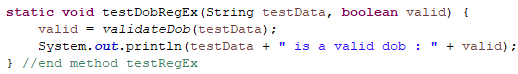 static void testDobRegEx(String testData, boolean valid) {
    valid = validateDob(testData);
    System.out.println(testData + " is a valid dob : " + valid);
} //end method testRegEx